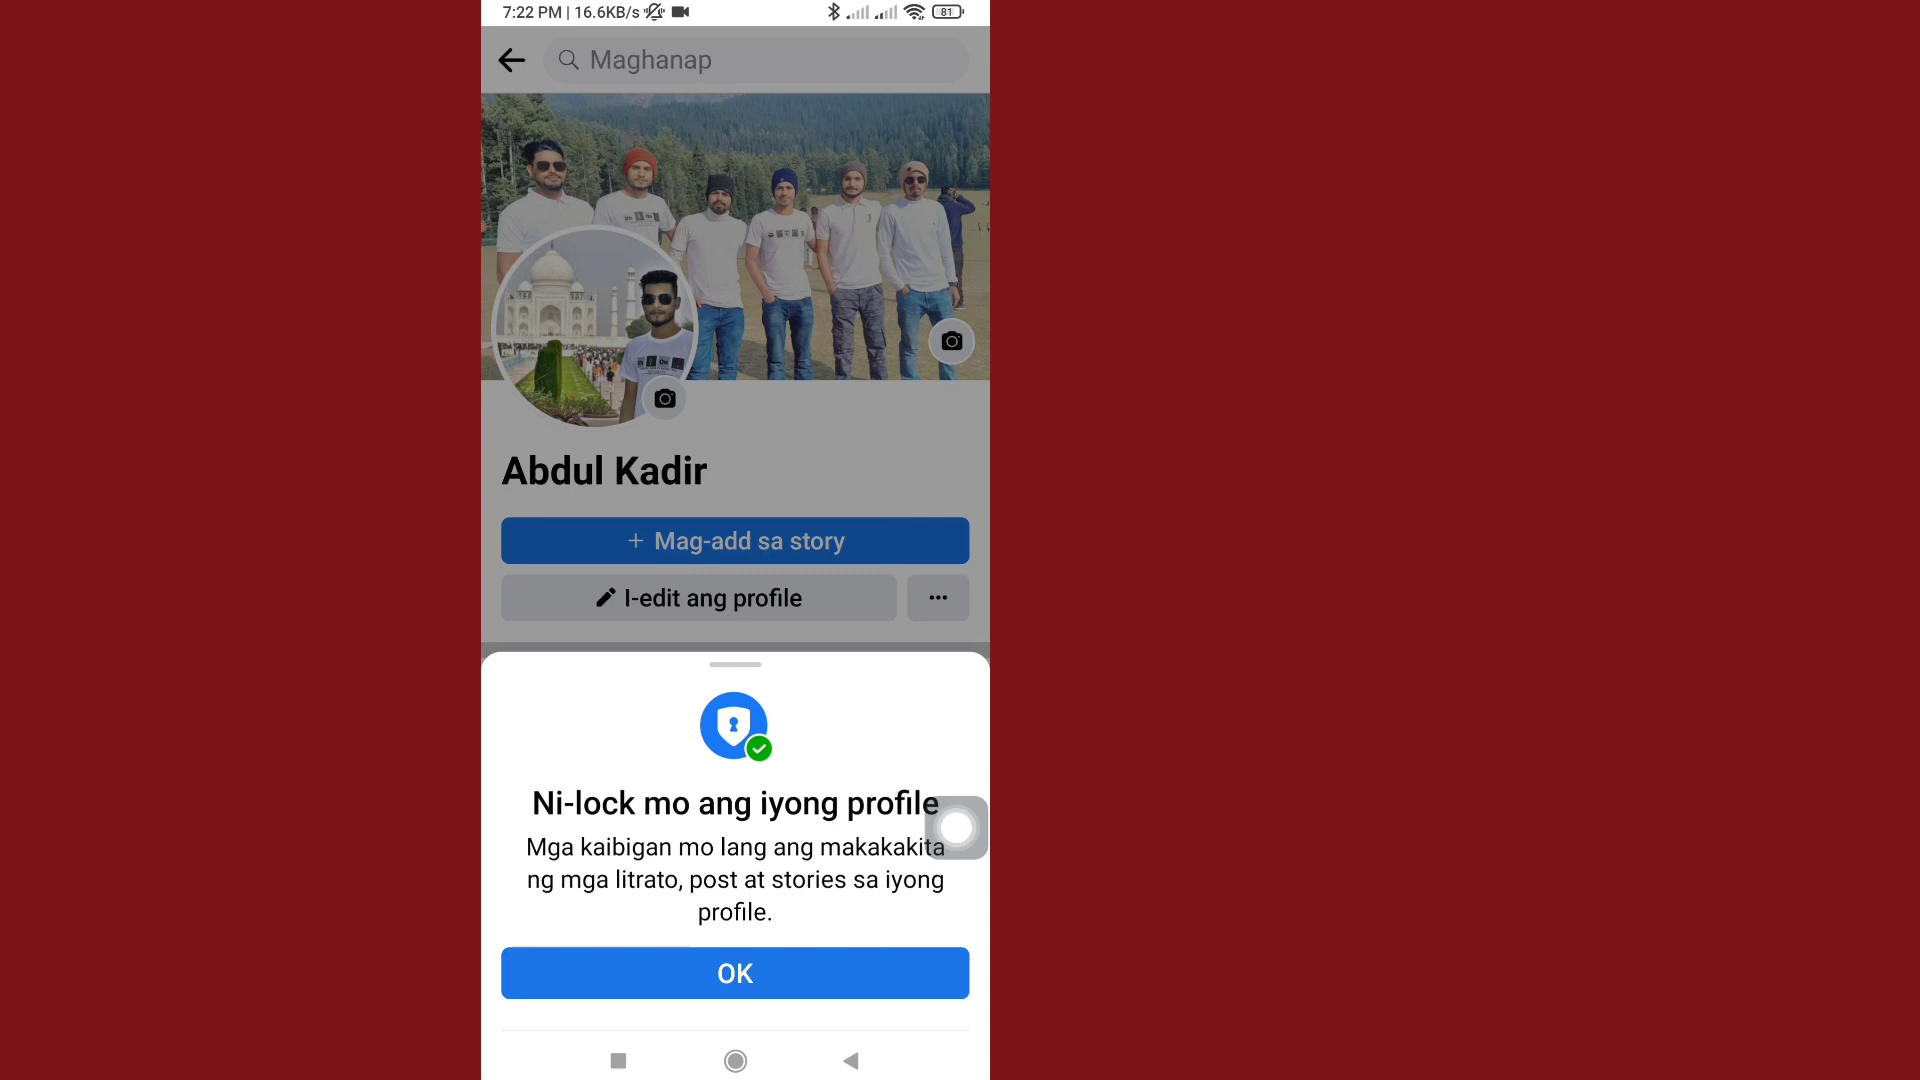 7:22 PM | 16.6KB/s
81
Maghanap
Abdul Kadir
+ Mag-add sa story
I-edit ang profile
Ni-lock mo ang iyong profile
Mga kaibigan mo lang ang makakakita
ng mga litrato, post at stories sa iyong
profile.
OK